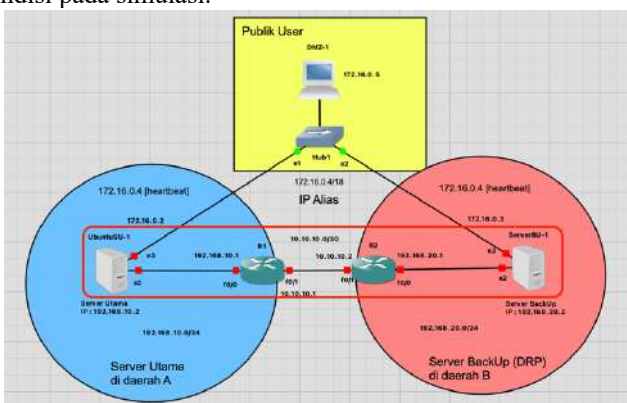 ndisi pada simulasi.
Publik User
DMZ-1
172.16.0.5
Hub1
e1
e2
172.16.0.4/18
IP Alias
172.16.0.4 [heartbeat]
172.16.0.4 [heartbeat]
172.16.0.2
172.16.0.3
UbuntuSU-1
e3
e2
Server Utama
IP : 192.168.10.2
192.168.10.1
R1
f0/0
10.10.10.0/30
f0/1
10.10.10.1
10.10.10.2
R2
f0/1
192.168.20.1
f0/0
ServerBU-1
e3
e2
Server BackUp
IP : 192.168.20.2
192.168.10.0/24
192.168.20.0/24
Server Utama
di daerah A
Server BackUp (DRP)
di daerah B